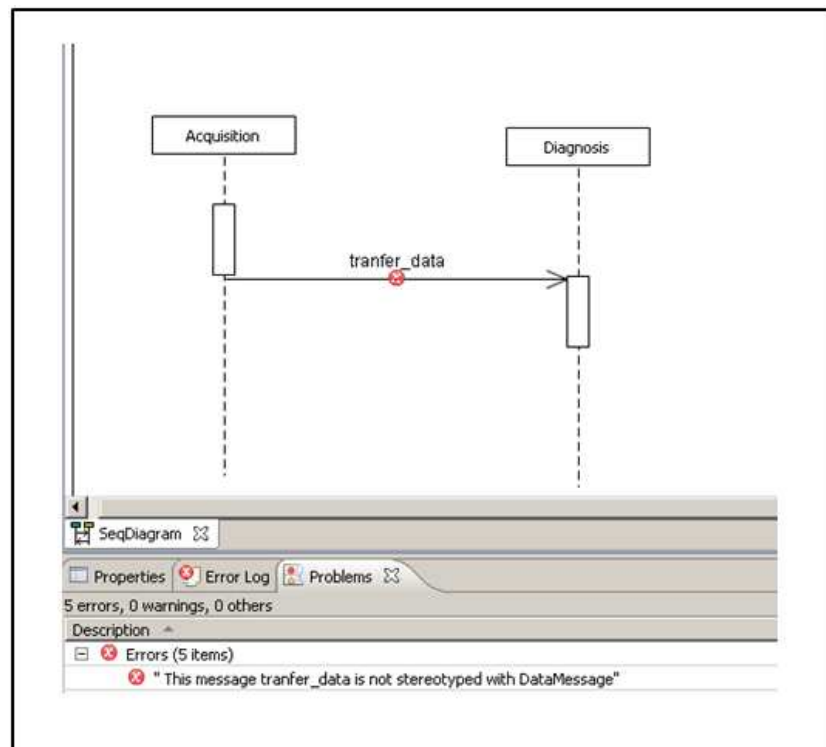 Acquisition
Diagnosis
tranfer_data
SeqDiagram
Properties Error Log Problems
5 errors, 0 warnings, 0 others
Description
Errors (5 items)
" This message tranfer_data is not stereotyped with DataMessage"